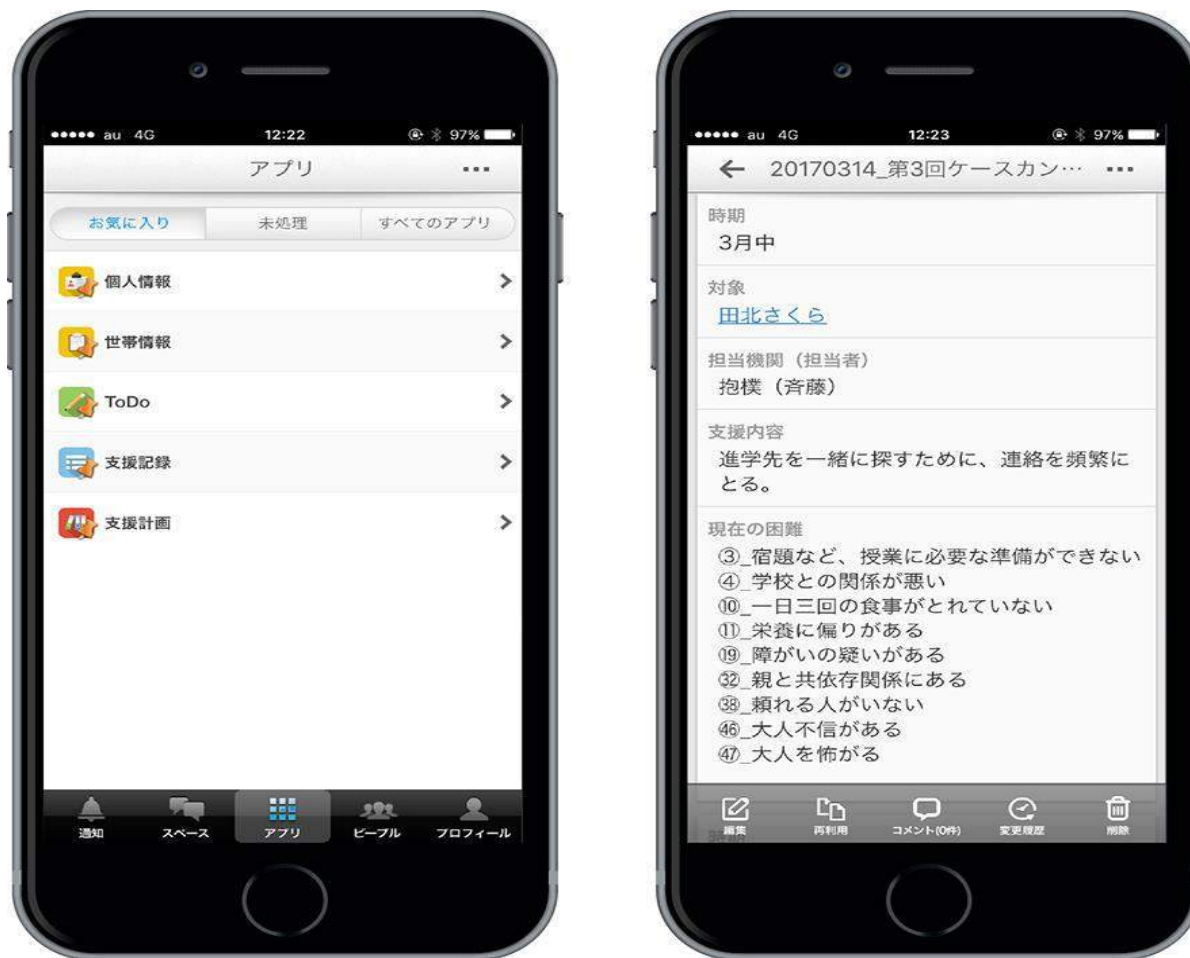 au 4G 12:22 97%
アプリ
お気に入り 未処理 すべてのアプリ
個人情報
世帯情報
ToDo
支援記録
支援計画
通知 スペース アプリ ピープル プロフィール
au 4G 12:23 97%
20170314_第3回ケースカン…
時期
3月中
対象
田北さくら
担当機関（担当者）
抱樸（斉藤）
支援内容
進学先を一緒に探すために、連絡を頻繁に
とる。
現在の困難
③_宿題など、授業に必要な準備ができない
④_学校との関係が悪い
⑩_一日三回の食事がとれていない
⑪_栄養に偏りがある
⑲_障がいの疑いがある
㉜_親と共依存関係にある
㊳_頼れる人がいない
㊻_大人不信がある
㊼_大人を怖がる
編集 再利用 コメント(0件) 変更履歴 削除
時期